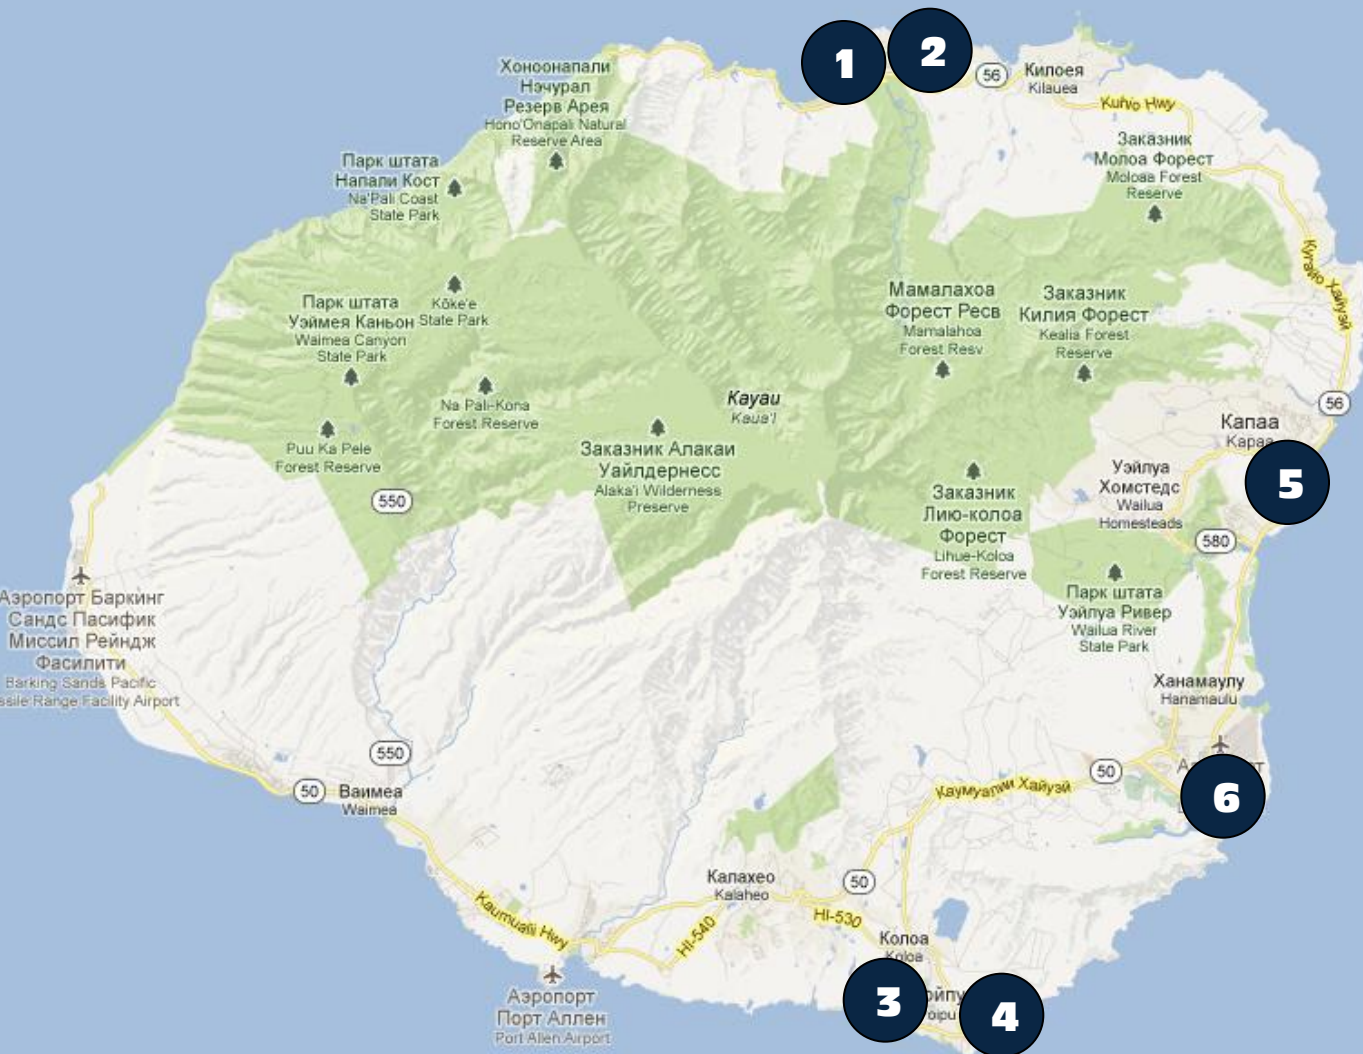 1
2
Хоноонапали
Нэчурал
Резерв Арея
Hono'Onapali Natural
Reserve Area
56
Килоея
Kilauea
Kuhio Hwy
Заказник
Молоа Форест
Moloaa Forest
Reserve
Парк штата
Напали Кост
Na'Pali Coast
State Park
Кугайо Хайуэй
Парк штата
Уэймея Каньон
Waimea Canyon
State Park
Kōke'e
State Park
Мамалахоа
Форест Ресв
Mamalahoa
Forest Resv
Заказник
Килия Форест
Kealia Forest
Reserve
Na Pali-Kona
Forest Reserve
Кауаи
Kaua'I
56
Капаа
Kapaa
5
Puu Ka Pele
Forest Reserve
Заказник Алакаи
Уайлдернесс
Alaka'i Wilderness
Preserve
Уэйлуа
Хомстедс
Wailua
Homesteads
550
Заказник
Лию-колоа
Форест
Lihue-Koloa
Forest Reserve
580
Парк штата
Уэйлуа Ривер
Wailua River
State Park
Аэропорт Баркинг
Сандс Пасифик
Миссил Рейндж
Фасилити
Barking Sands Pacific
ssile Range Facility Airport
Ханамаулу
Hanamaulu
550
50
Ваимеа
Waimea
50
Каумуалии Хайуэй
6
Калахео
Kalaheo
50
HI-530
HI-540
Kaumualii Hwy
Колоа
Koloa
Аэропорт
Порт Аллен
Port Allen Airport
3
ойпу
oipu
4